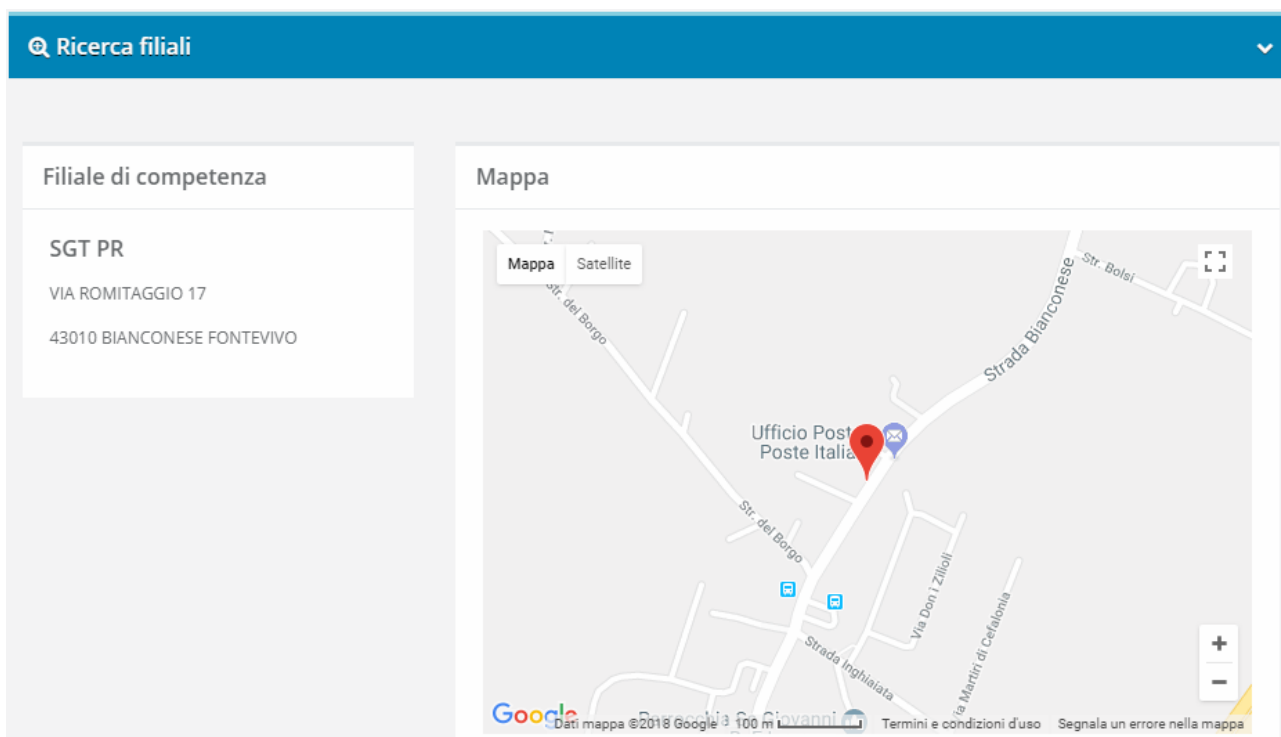 Ricerca filiali
Filiale di competenza
SGT PR
VIA ROMITAGGIO 17
43010 BIANCONESE FONTEVIVO
Mappa
Mappa Satellite
Str. del Borgo
Str. Bolsi
Strada Bianconese
Ufficio Post
Poste Italia
Str. del Borgo
Via Don i Zilioli
Via Martiri di Cefalonia
Strada Inghiaiata
+
−
Google
Dati mappa ©2018 Google 100 m Termini e condizioni d'uso Segnala un errore nella mappa